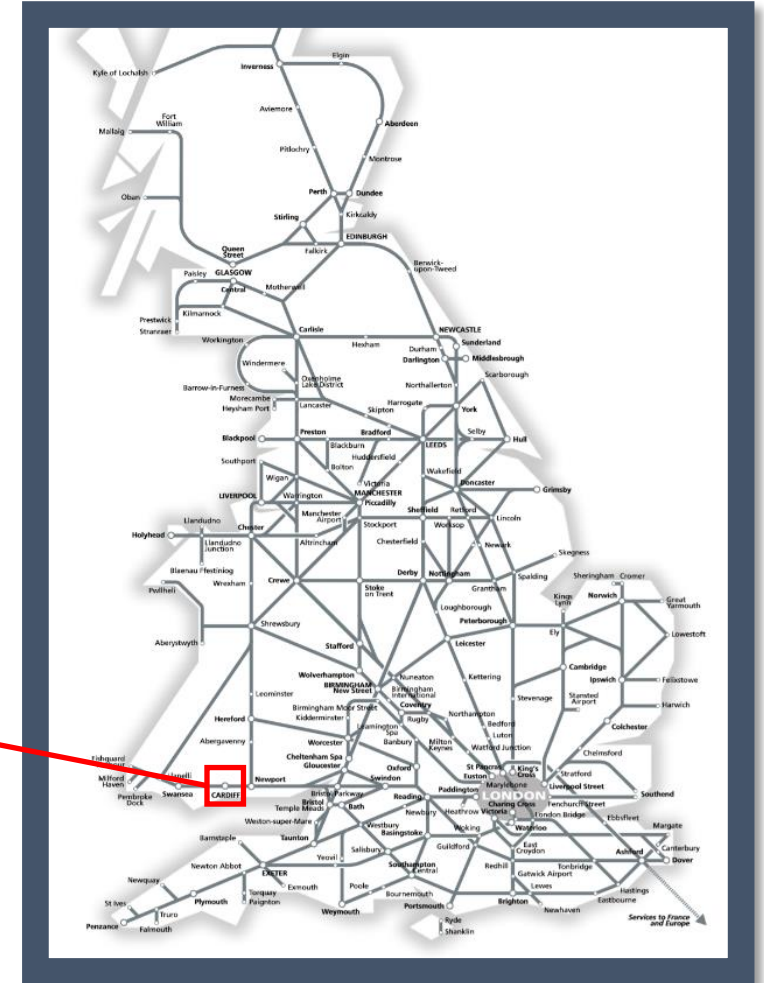 Elgin
Inverness
Kyle of Lochalsh
Aviemore
Fort
William
Mallaig
Aberdeen
Pitlochry
Montrose
Perth
Dundee
Oban
Stirling
Kirkcaldy
EDINBURGH
Queen
Street
Falkirk
Berwick-
upon-Tweed
Paisley
GLASGOW
Central
Motherwell
Prestwick
Kilmarnock
Stranraer
Carlisle
NEWCASTLE
Workington
Hexham
Sunderland
Durham
Darlington
Middlesbrough
Windermere
Oxenholme
Lake District
Scarborough
Barrow-in-Furness
Northallerton
Morecambe
Heysham Port
Lancaster
Harrogate
York
Skipton
Blackpool
Preston
Bradford
Selby
Hull
Blackburn
LEEDS
Huddersfield
Southport
Bolton
Wakefield
Wigan
Victoria
Doncaster
MANCHESTER
Piccadilly
Grimsby
LIVERPOOL
Warrington
Manchester
Airport
Sheffield
Retford
Lincoln
Llandudno
Chester
Stockport
Worksop
Holyhead
Llandudno
Junction
Altrincham
Chesterfield
Newark
Skegness
Blaenau Ffestiniog
Wrexham
Crewe
Stoke
on Trent
Derby
Nottingham
Grantham
Spalding
Sheringham
Cromer
Pwllheli
Kings
Lynn
Norwich
Great
Yarmouth
Loughborough
Peterborough
Shrewsbury
Ely
Lowestoft
Aberystwyth
Stafford
Leicester
Wolverhampton
Cambridge
BIRMINGHAM
New Street
Nuneaton
Kettering
Ipswich
Felixstowe
Birmingham
International
Leominster
Stevenage
Stansted
Airport
Harwich
Birmingham Moor Street
Coventry
Hereford
Kidderminster
Rugby
Northampton
Leamington
Spa
Bedford
Colchester
Abergavenny
Worcester
Banbury
Milton
Keynes
Luton
Watford Junction
Chelmsford
Cheltenham Spa
Gloucester
Oxford
St Pancras
Euston
King's
Cross
Stratford
Milford
Haven
Newport
Swindon
Marylebone
Liverpool Street
Pembroke
Dock
Swansea
CARDIFF
Bristol Parkway
Reading
Paddington
LONDON
Southend
Bristol
Temple Meads
Bath
Charing Cross
Fenchurch Street
Newbury
Heathrow
Victoria
London Bridge
Ebbsfleet
Weston-super-Mare
Westbury
Basingstoke
Woking
Waterloo
Margate
Barnstaple
Taunton
Salisbury
Guildford
East
Croydon
Canterbury
Yeovil
Southampton
Central
Redhill
Tonbridge
Ashford
Dover
Newton Abbot
EXETER
Gatwick Airport
Newquay
Exmouth
Poole
Lewes
Hastings
St Ives
Torquay
Paignton
Bournemouth
Eastbourne
Truro
Plymouth
Weymouth
Portsmouth
Brighton
Newhaven
Penzance
Falmouth
Ryde
Shanklin
Services to France
and Europe